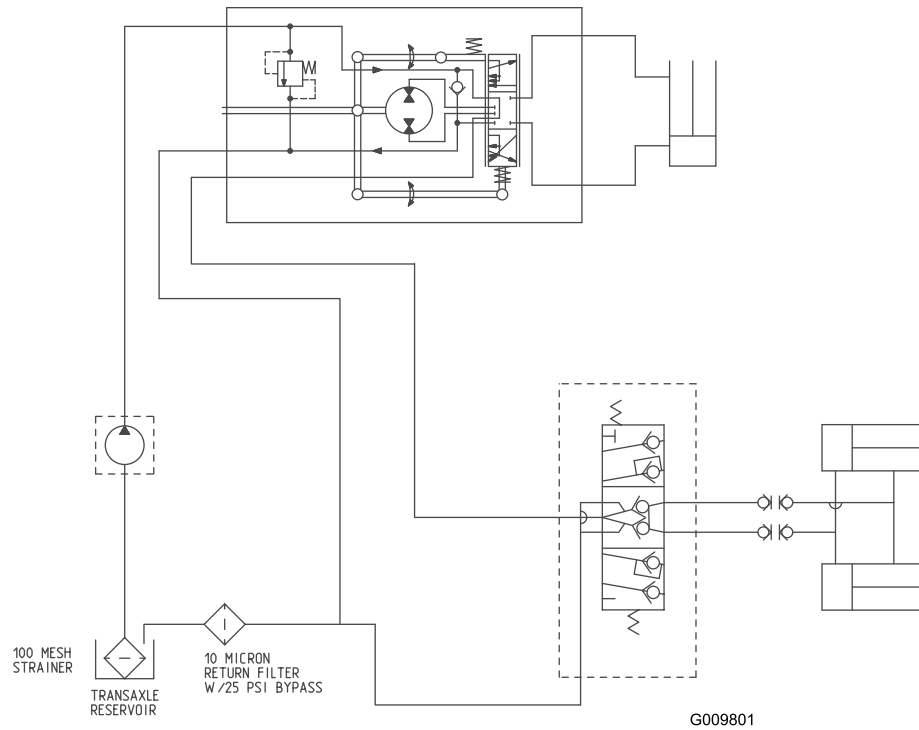 100 MESH
STRAINER
TRANSAXLE
RESERVOIR
10 MICRON
RETURN FILTER
W/25 PSI BYPASS
G009801